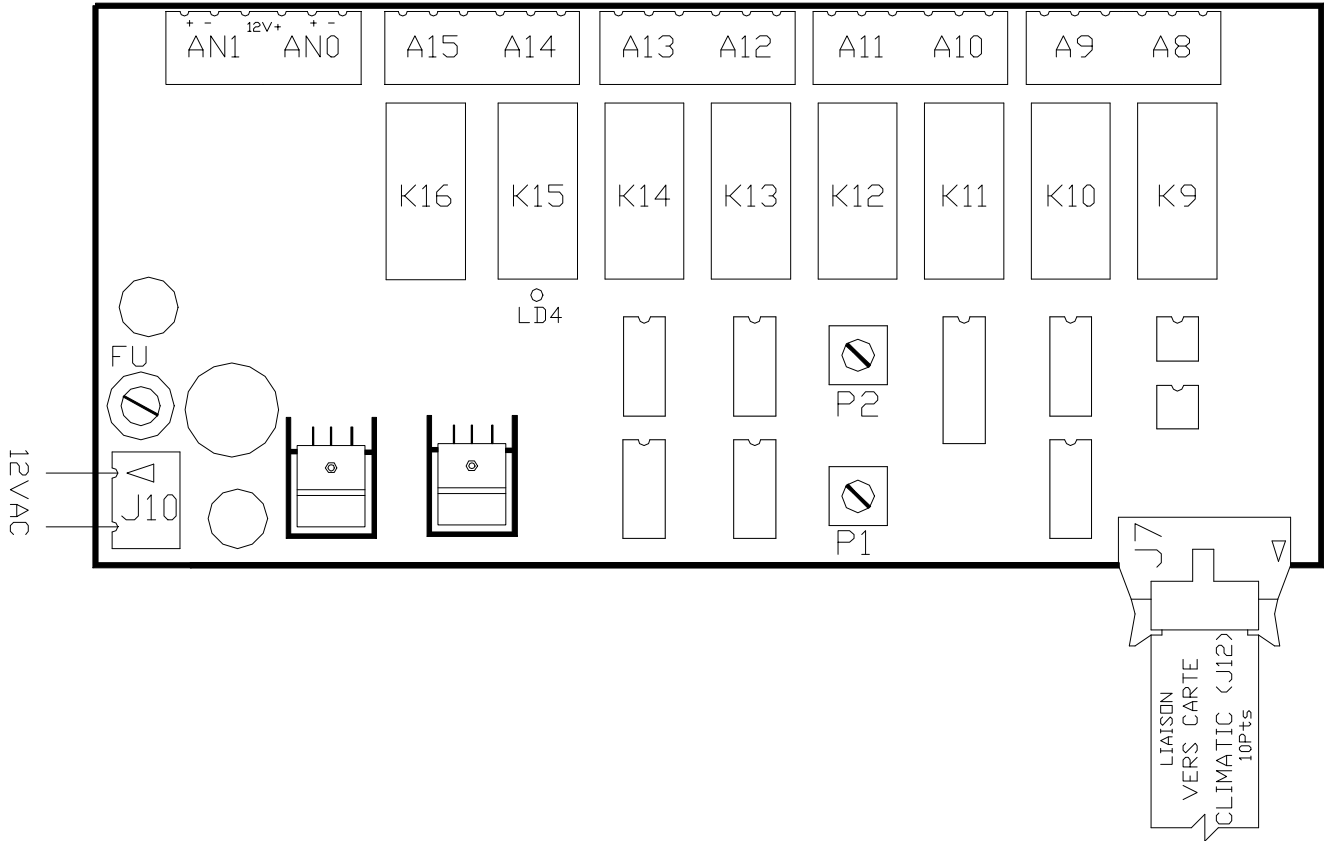 + - 12V+ + -
AN1 AN0 A15 A14 A13 A12 A11 A10 A9 A8
K16 K15 K14 K13 K12 K11 K10 K9
LD4
FU
P2
12VAC
J10
P1
J7
LIAISON
VERS CARTE
CLIMATIC (J12)
10Pts